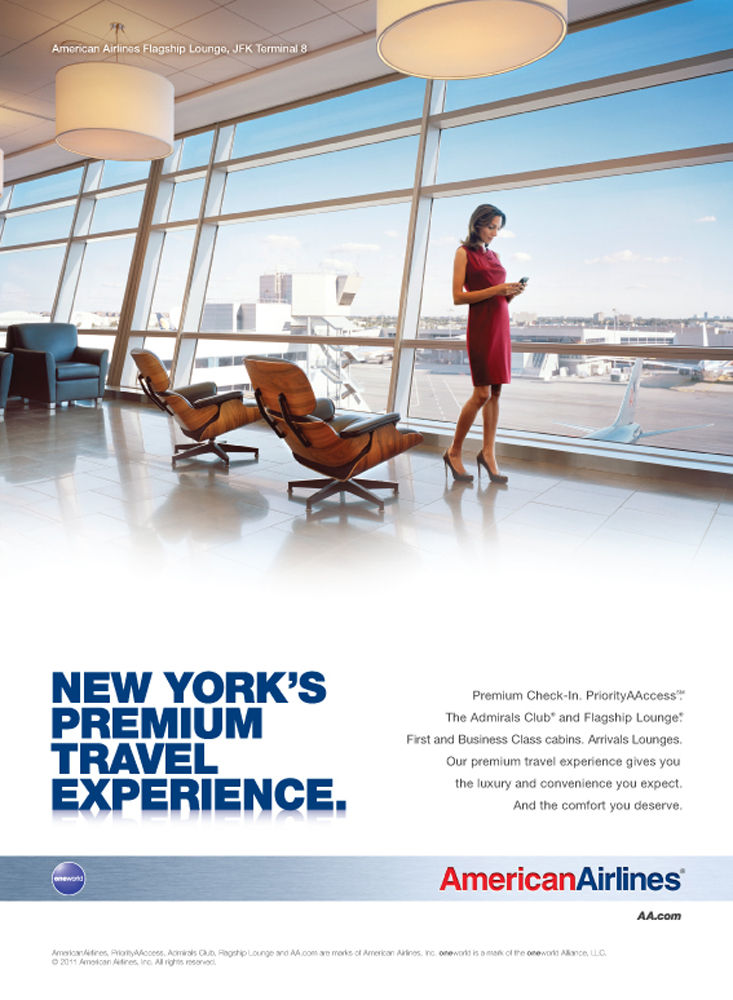 American Airlines Flagship Lounge, JFK Terminal 8
NEW YORK'S
PREMIUM
TRAVEL
EXPERIENCE.
Premium Check-In. PriorityAAccess℠.
The Admirals Club® and Flagship Lounge®.
First and Business Class cabins. Arrivals Lounges.
Our premium travel experience gives you
the luxury and convenience you expect.
And the comfort you deserve.
oneworld
AmericanAirlines®
AA.com
AmericanAirlines, PriorityAAccess, Admirals Club, Flagship Lounge and AA.com are marks of American Airlines, Inc. oneworld is a mark of the oneworld Alliance, LLC.
© 2011 American Airlines, Inc. All rights reserved.